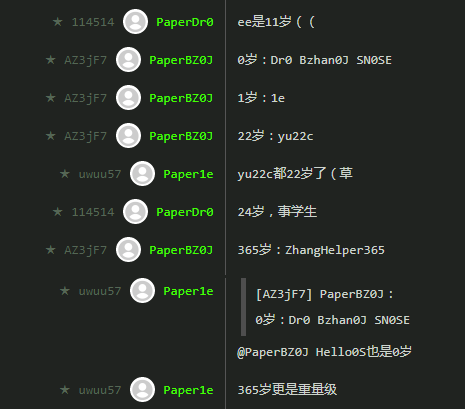 ★ 114514 PaperDr0 ee是11岁（（
★ AZ3jF7 PaperBZ0J 0岁：Dr0 Bzhan0J SN0SE
★ AZ3jF7 PaperBZ0J 1岁：1e
★ AZ3jF7 PaperBZ0J 22岁：yu22c
★ uwuu57 Paper1e yu22c都22岁了（草
★ 114514 PaperDr0 24岁，事学生
★ AZ3jF7 PaperBZ0J 365岁：ZhangHelper365
★ uwuu57 Paper1e [AZ3jF7] PaperBZ0J：
0岁：Dr0 Bzhan0J SN0SE
@PaperBZ0J Hello0S也是0岁
★ uwuu57 Paper1e 365岁更是重量级